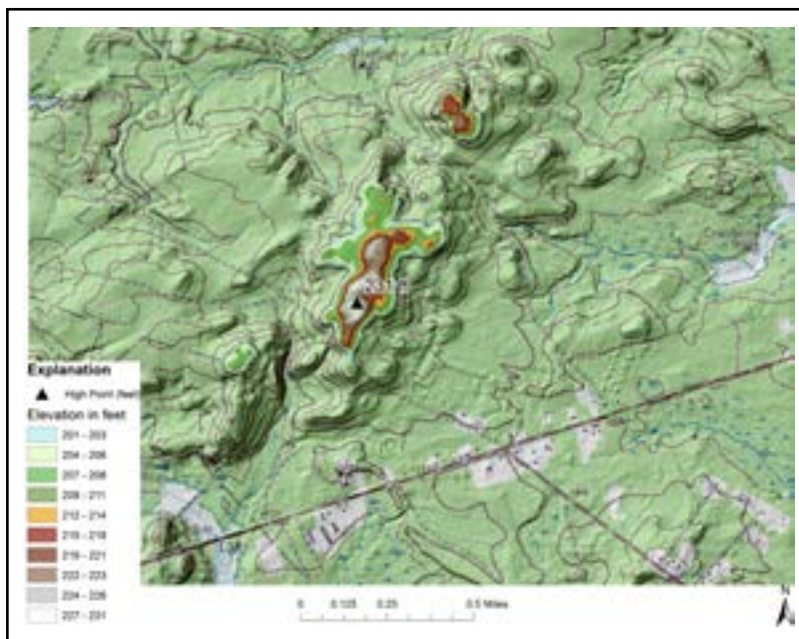 Explanation
High Point (feet)
Elevation in feet
201 - 203
204 - 206
207 - 208
209 - 211
212 - 214
215 - 218
219 - 221
222 - 223
224 - 226
227 - 231
0 0.125 0.25 0.5 Miles
N